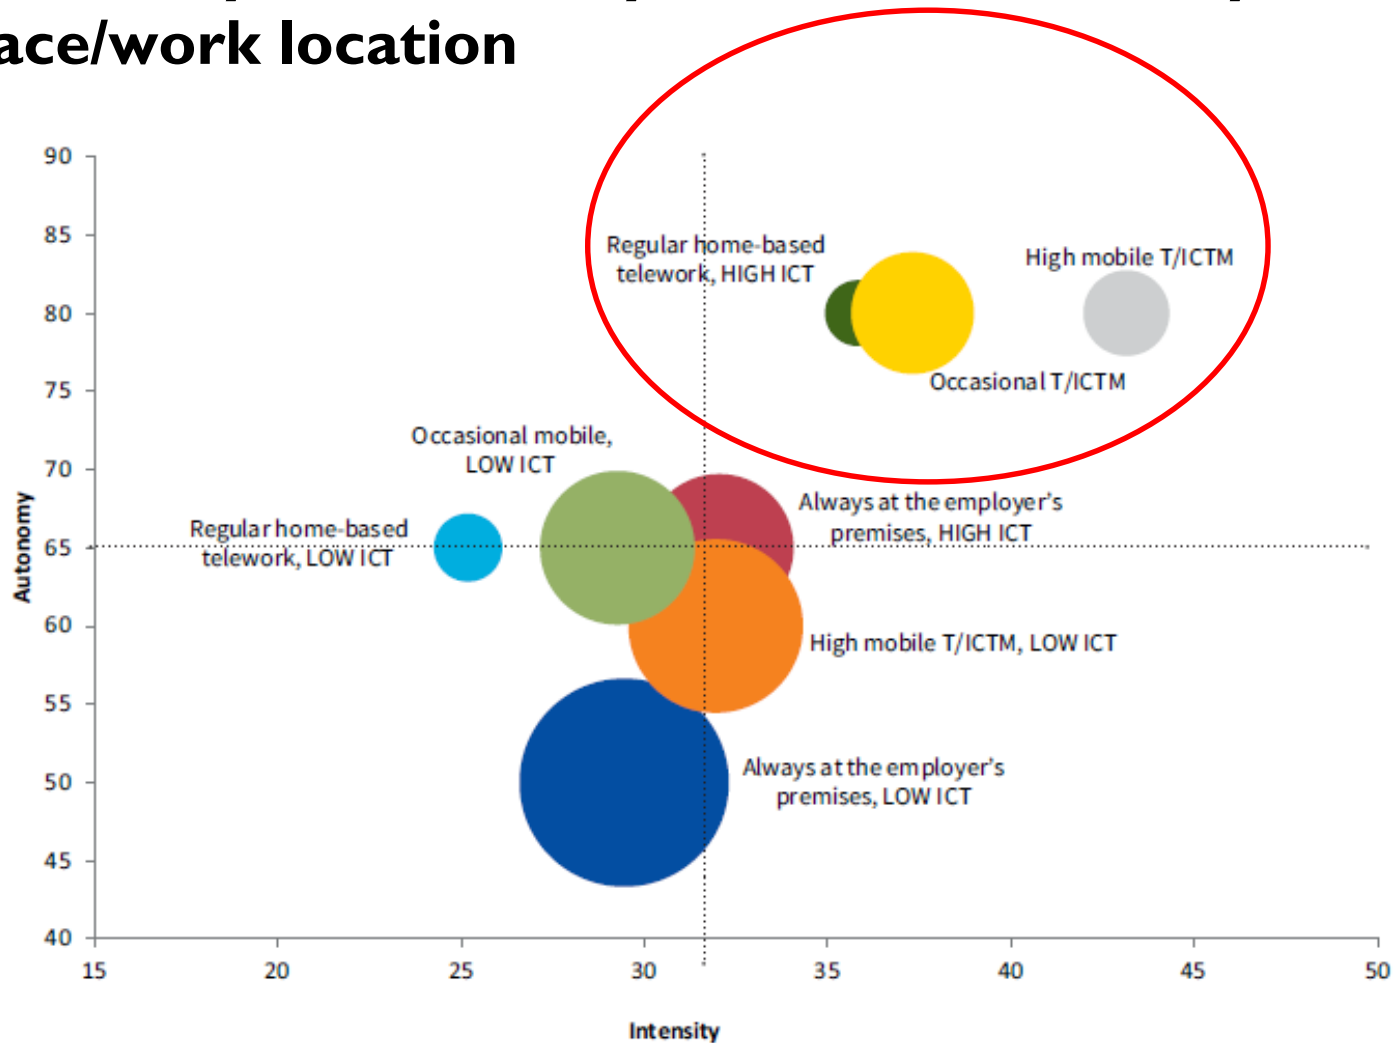 ace/work location
90
85
80
75
70
65
60
55
50
45
40
Autonomy
Regular home-based
telework, HIGH ICT
High mobile T/ICTM
Occasional T/ICTM
Occasional mobile,
LOW ICT
Regular home-based
telework, LOW ICT
Always at the employer's
premises, HIGH ICT
High mobile T/ICTM, LOW ICT
Always at the employer's
premises, LOW ICT
15
20
25
30
35
40
45
50
Intensity